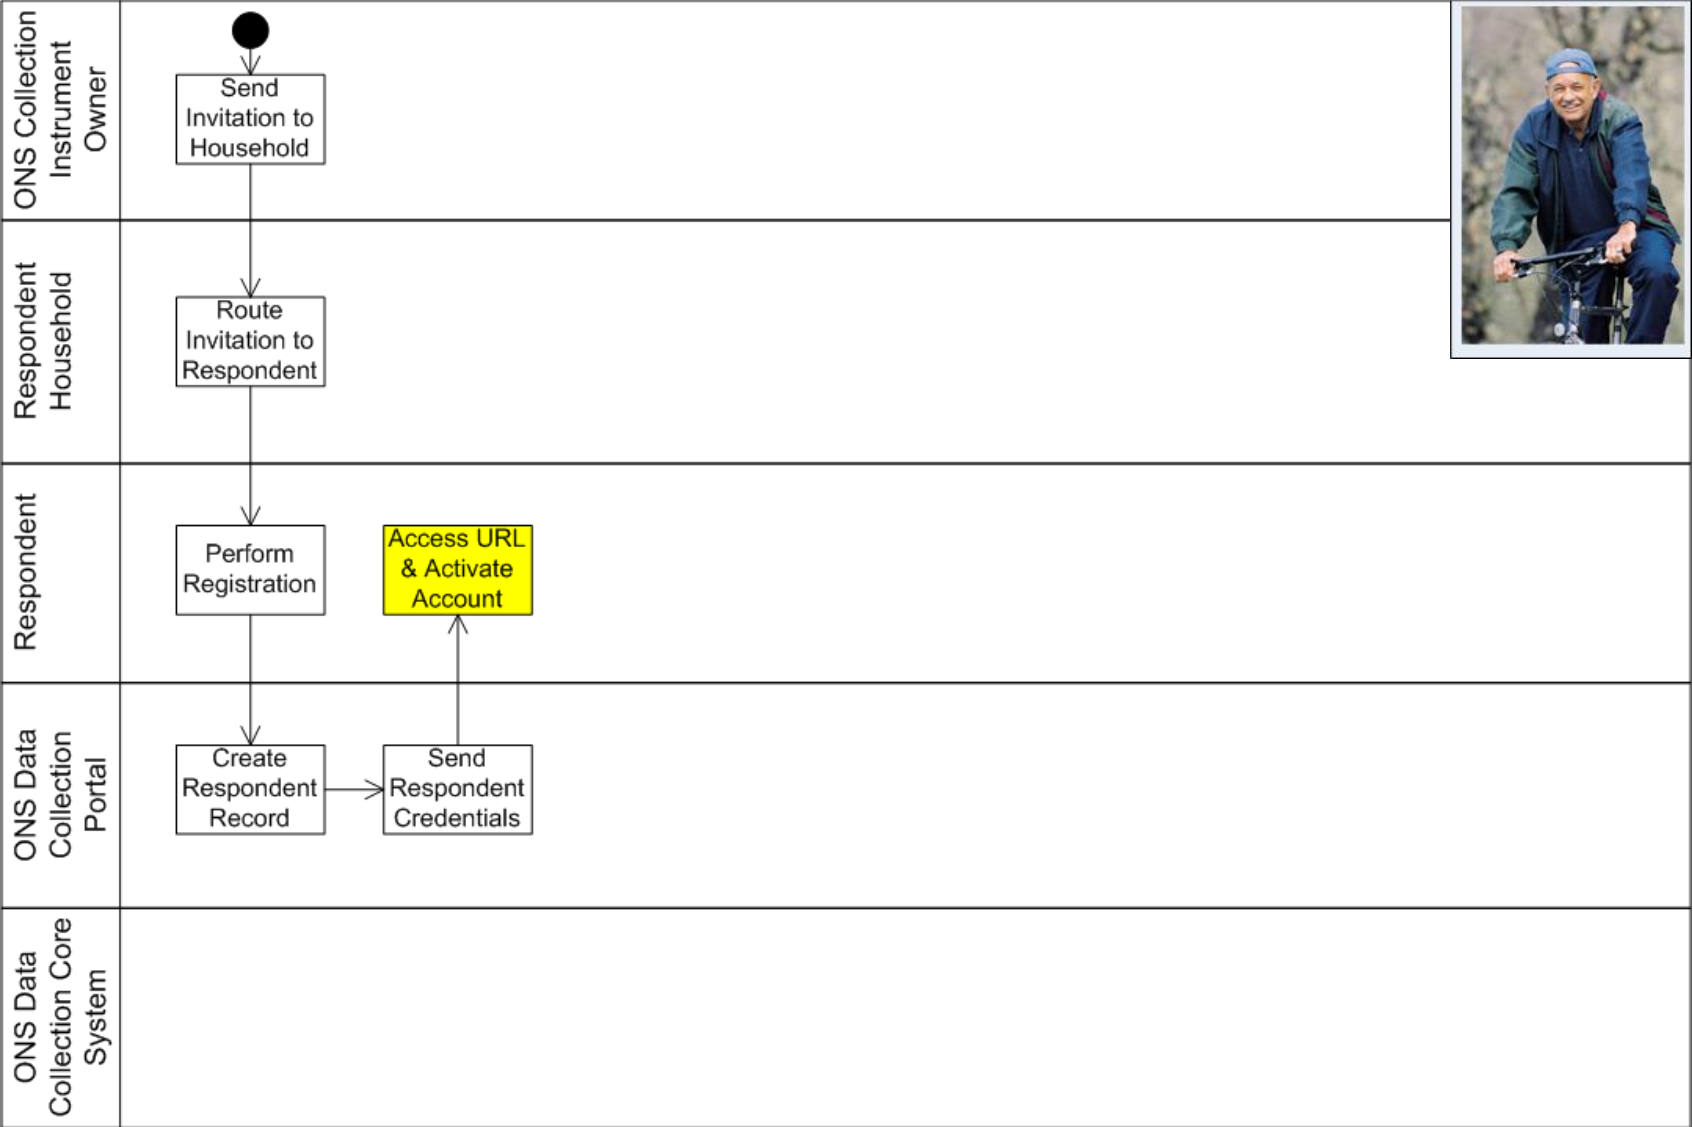 ONS Collection
Instrument
Owner
Send
Invitation to
Household
Respondent
Household
Route
Invitation to
Respondent
Respondent
Perform
Registration
Access URL
& Activate
Account
ONS Data
Collection
Portal
Create
Respondent
Record
Send
Respondent
Credentials
ONS Data
Collection Core
System